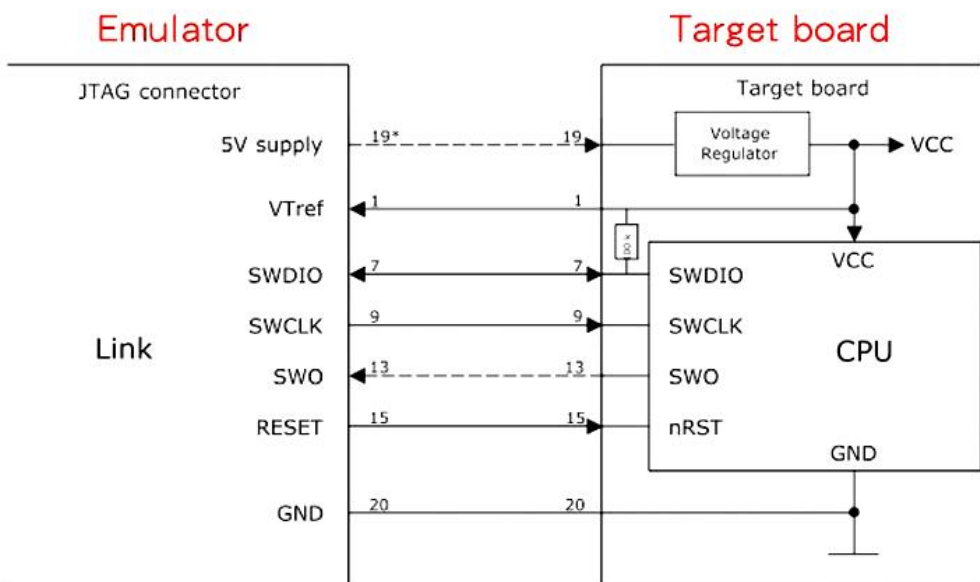 Emulator
Target board
JTAG connector
Target board
5V supply
19*
19
Voltage
Regulator
VCC
VTref
1
1
VCC
SWDIO
7
7
SWDIO
SWCLK
9
9
SWCLK
Link
CPU
SWO
13
13
SWO
RESET
15
15
nRST
GND
GND
20
20